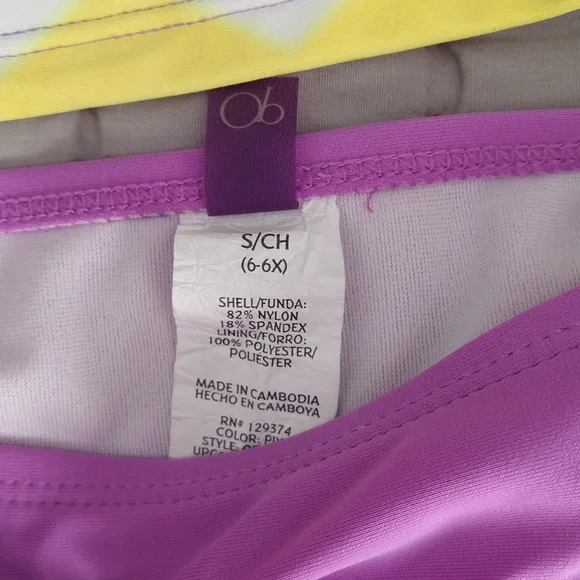 Ob
S/CH
(6-6X)
SHELL/FUNDA:
82% NYLON
18% SPANDEX
LINING/FORRO:
100% POLYESTER/
POLIÉSTER
MADE IN CAMBODIA
HECHO EN CAMBOYA
RN# 129374
COLOR:
STYLE: